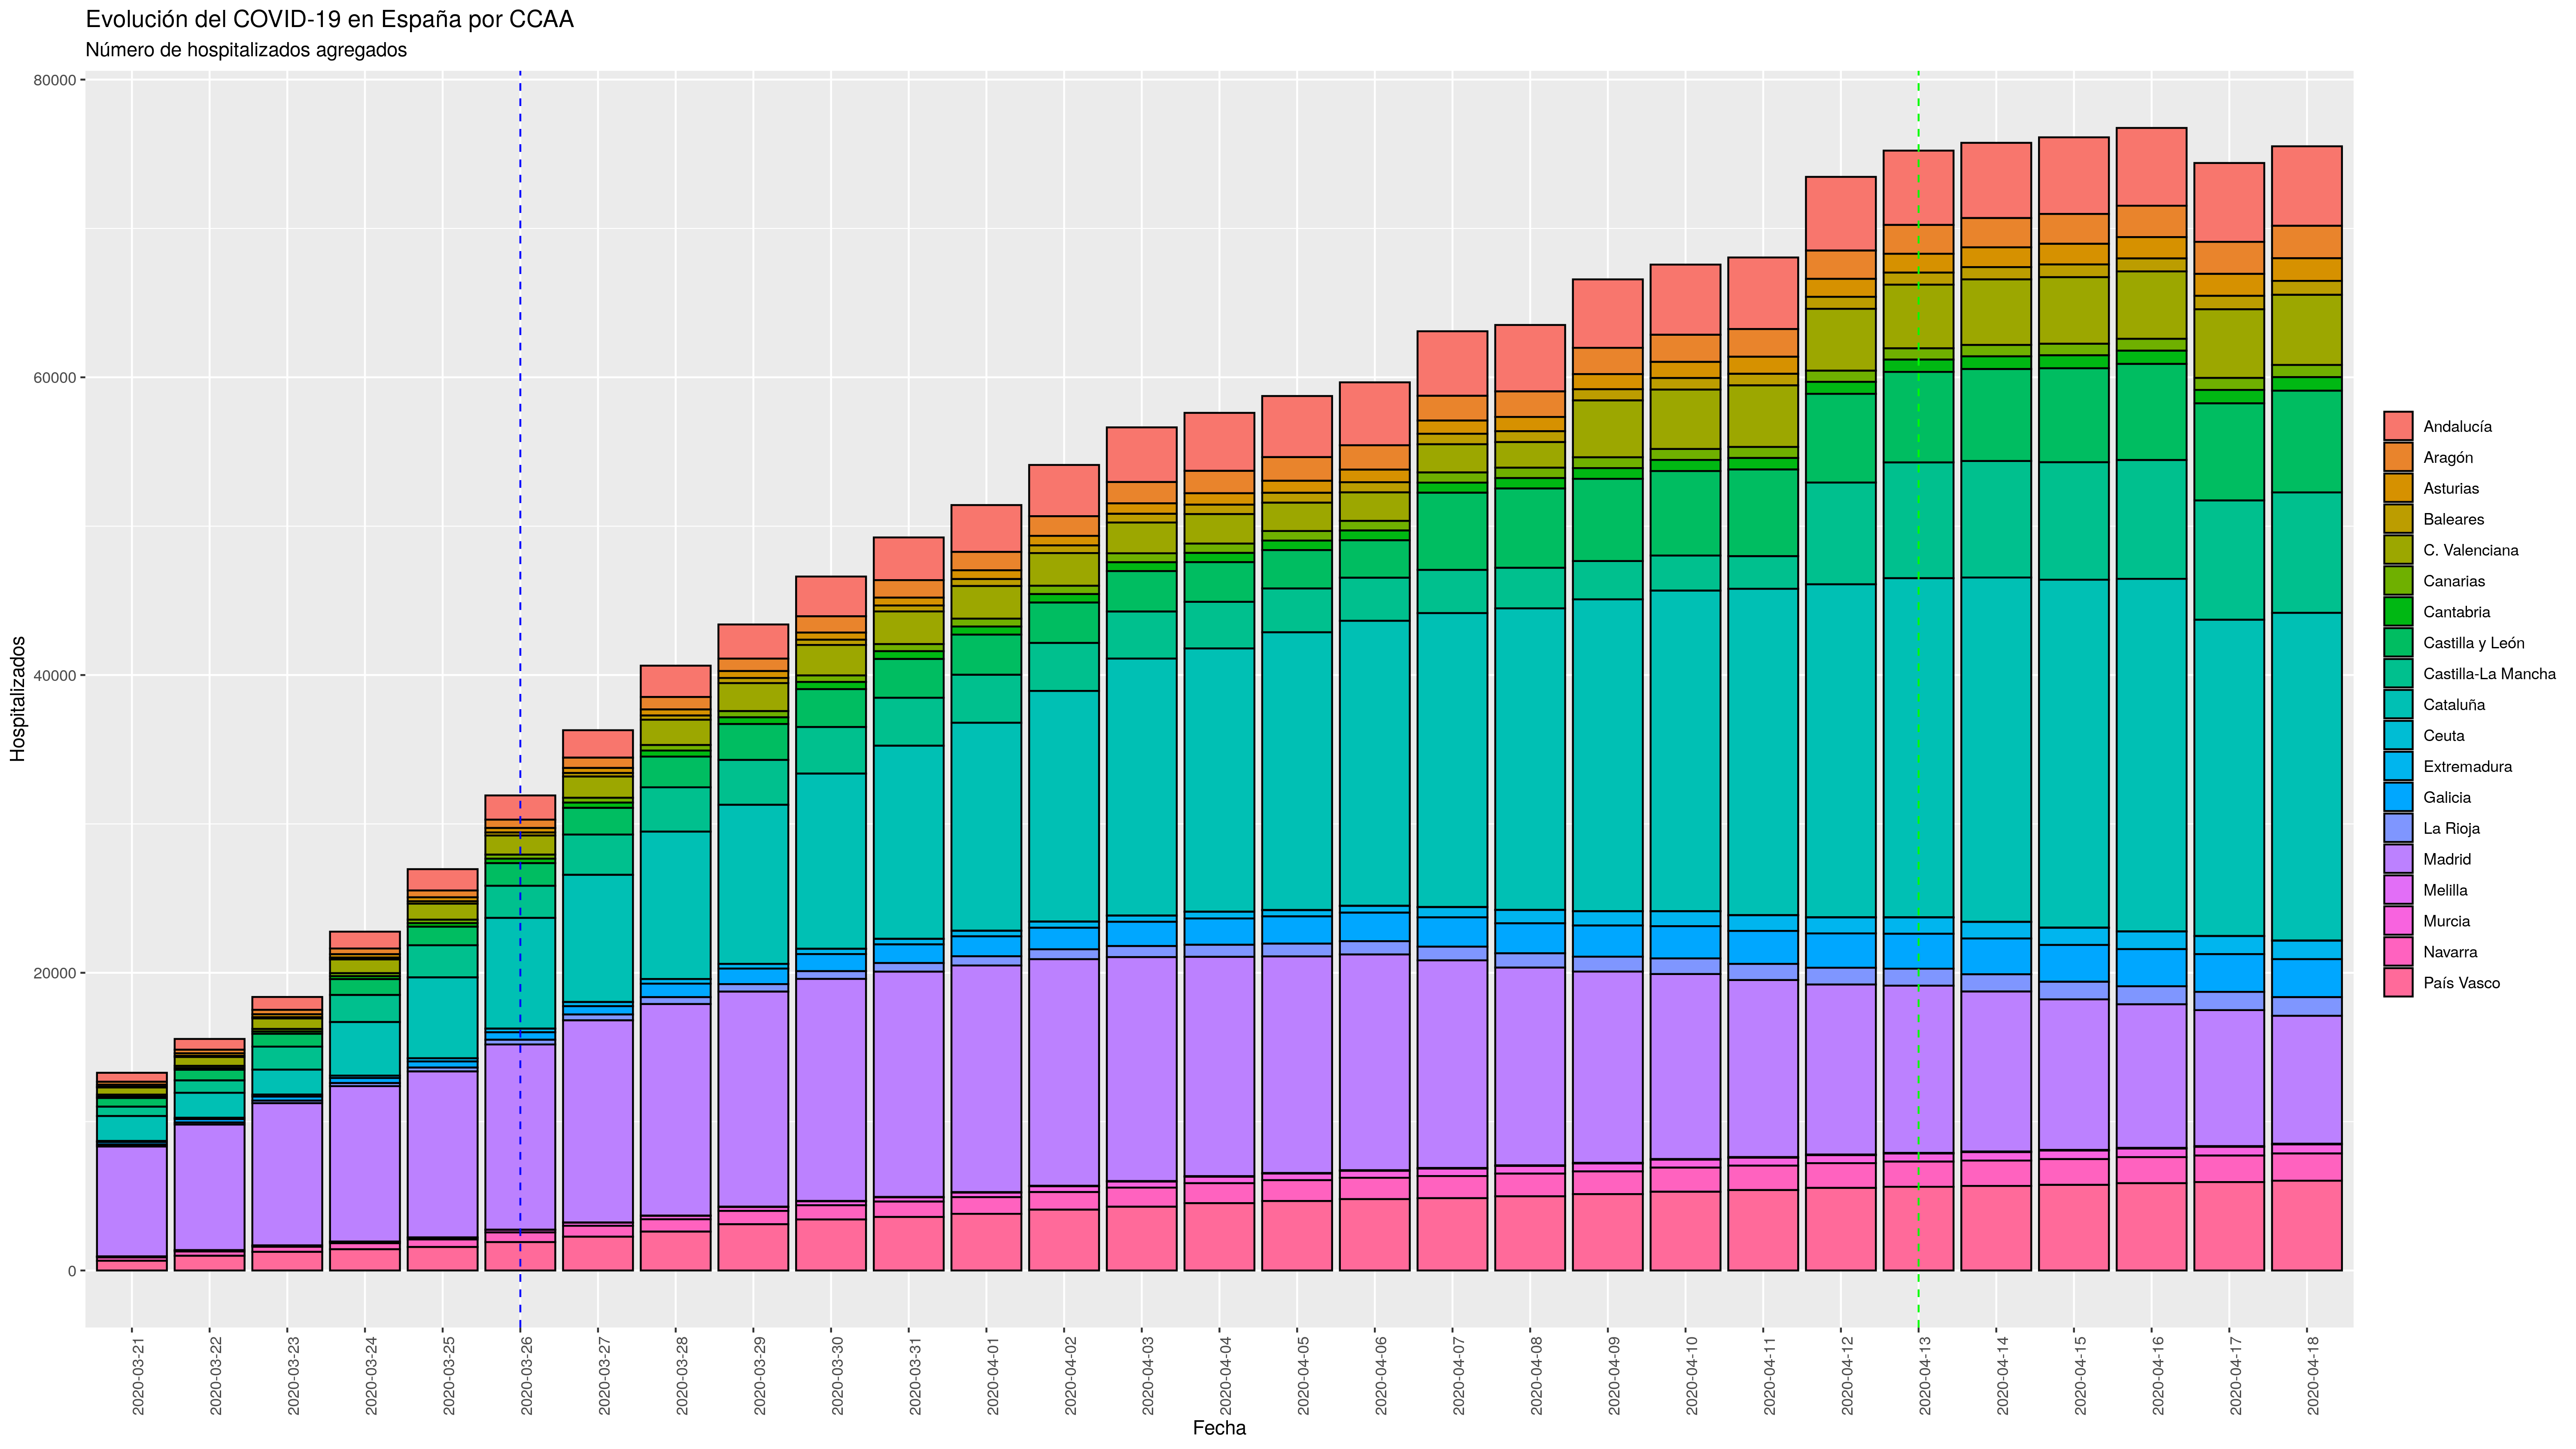 Evolución del COVID-19 en España por CCAA
Número de hospitalizados agregados
Hospitalizados
80000
60000
40000
20000
0
2020-03-21
2020-03-22
2020-03-23
2020-03-24
2020-03-25
2020-03-26
2020-03-27
2020-03-28
2020-03-29
2020-03-30
2020-03-31
2020-04-01
2020-04-02
2020-04-03
2020-04-04
2020-04-05
2020-04-06
2020-04-07
2020-04-08
2020-04-09
2020-04-10
2020-04-11
2020-04-12
2020-04-13
2020-04-14
2020-04-15
2020-04-16
2020-04-17
2020-04-18
Fecha
Andalucía
Aragón
Asturias
Baleares
C. Valenciana
Canarias
Cantabria
Castilla y León
Castilla-La Mancha
Cataluña
Ceuta
Extremadura
Galicia
La Rioja
Madrid
Melilla
Murcia
Navarra
País Vasco